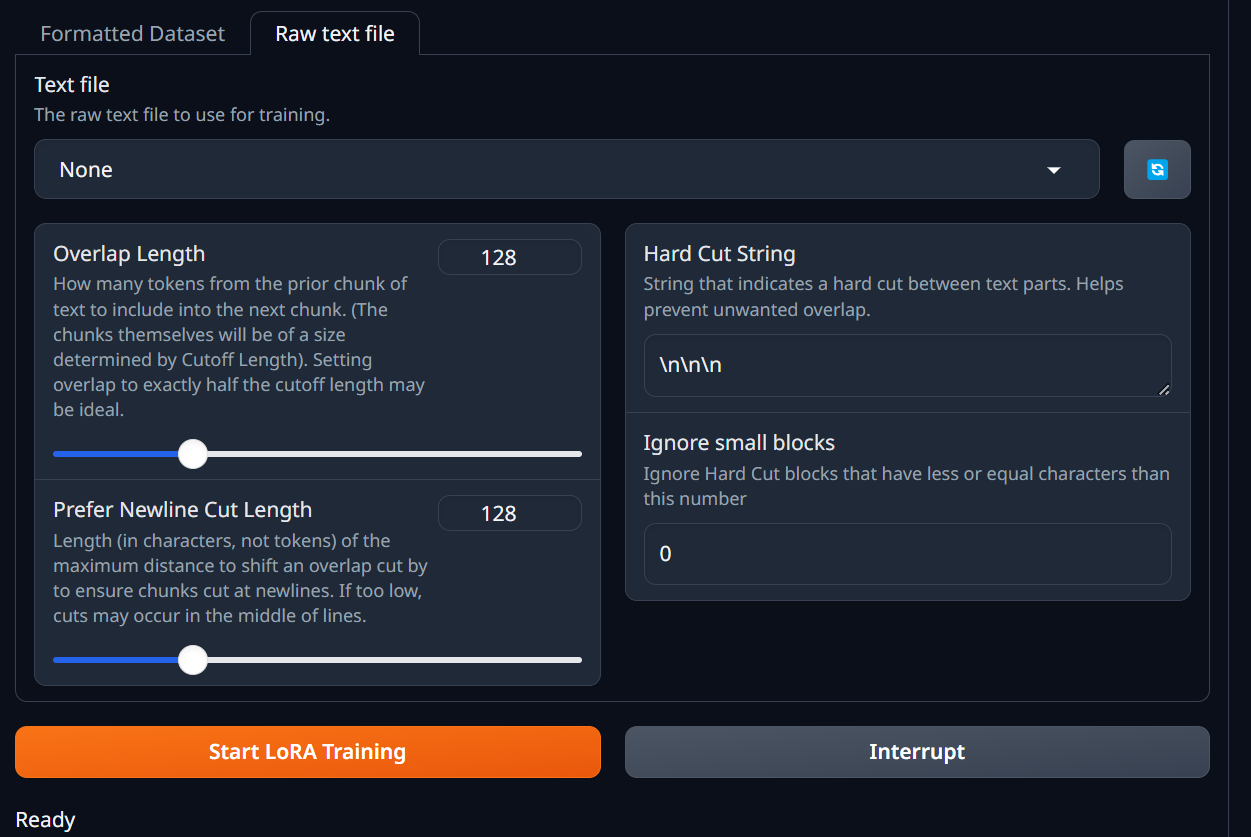 Formatted Dataset
Raw text file
Text file
The raw text file to use for training.
None
Overlap Length
128
How many tokens from the prior chunk of
text to include into the next chunk. (The
chunks themselves will be of a size
determined by Cutoff Length). Setting
overlap to exactly half the cutoff length may
be ideal.
Prefer Newline Cut Length
128
Length (in characters, not tokens) of the
maximum distance to shift an overlap cut by
to ensure chunks cut at newlines. If too low,
cuts may occur in the middle of lines.
Hard Cut String
String that indicates a hard cut between text parts. Helps
prevent unwanted overlap.
\n\n\n
Ignore small blocks
Ignore Hard Cut blocks that have less or equal characters than
this number
0
Start LoRA Training
Interrupt
Ready